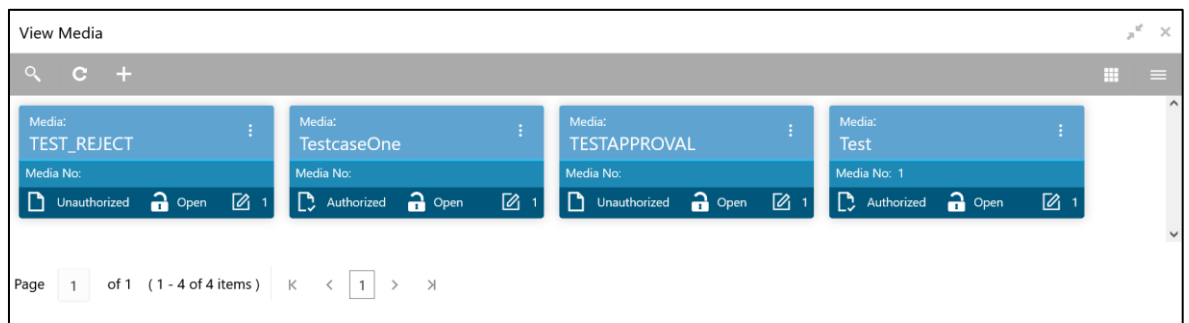 View Media
Media: Media: Media: Media:
TEST_REJECT TestcaseOne TESTAPPROVAL Test
Media No: Media No: Media No: Media No: 1
Unauthorized Open 1 Authorized Open 1 Unauthorized Open 1 Authorized Open 1
Page 1 of 1 ( 1 - 4 of 4 items ) 1